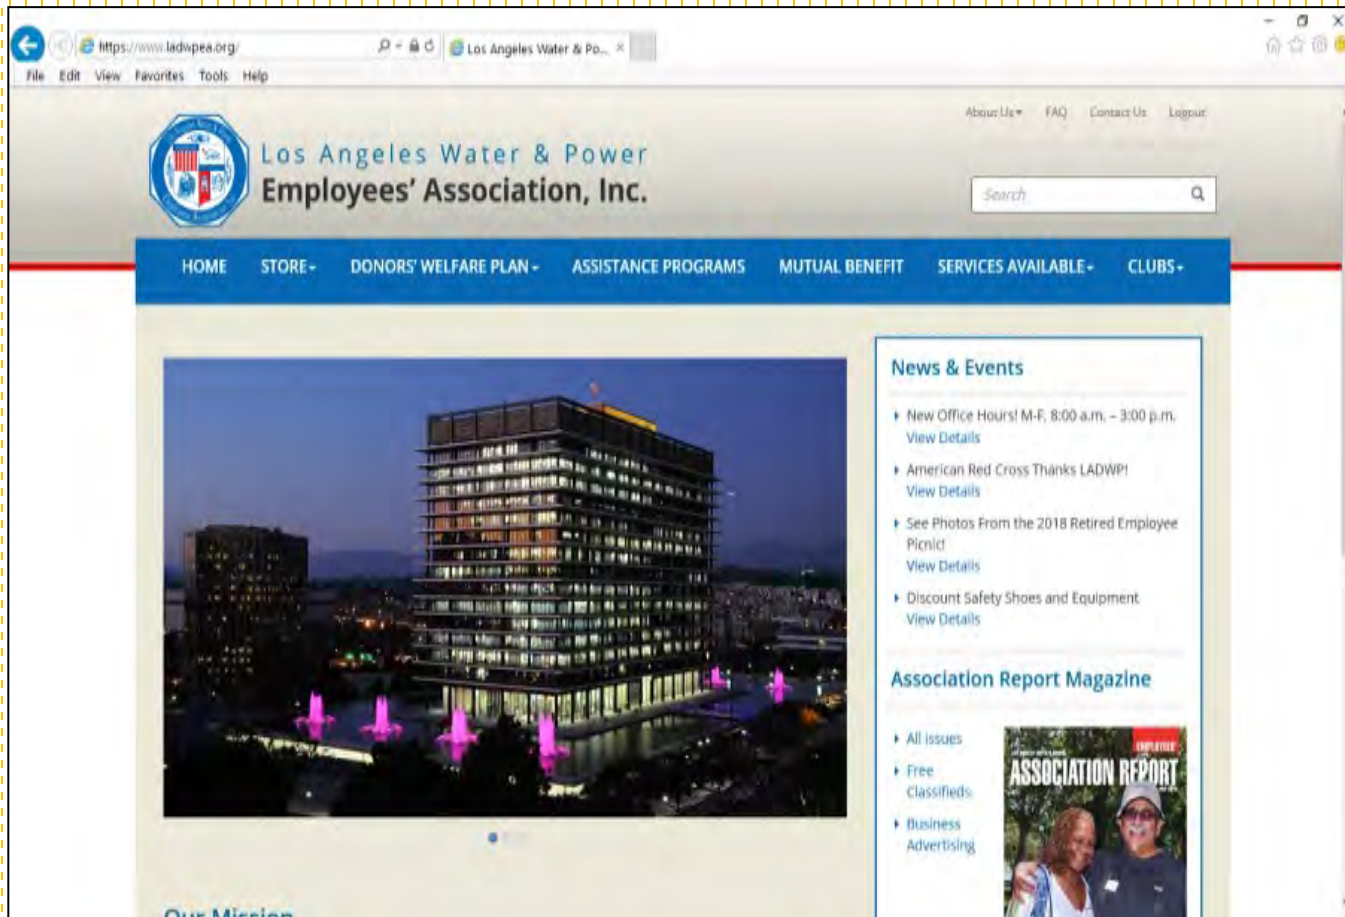 https://www.ladwpea.org/
Los Angeles Water & Po...
File Edit View Favorites Tools Help
About Us FAQ Contact Us Logout
Los Angeles Water & Power
Employees' Association, Inc.
Search
HOME STORE DONORS' WELFARE PLAN ASSISTANCE PROGRAMS MUTUAL BENEFIT SERVICES AVAILABLE CLUBS
News & Events
New Office Hours! M-F, 8:00 a.m. – 3:00 p.m.
View Details
American Red Cross Thanks LADWP!
View Details
See Photos From the 2018 Retired Employee
Picnic!
View Details
Discount Safety Shoes and Equipment
View Details
Association Report Magazine
All issues
Free
Classifieds
Business
Advertising
EMPLOYEES'
ASSOCIATION REPORT
Our Mission